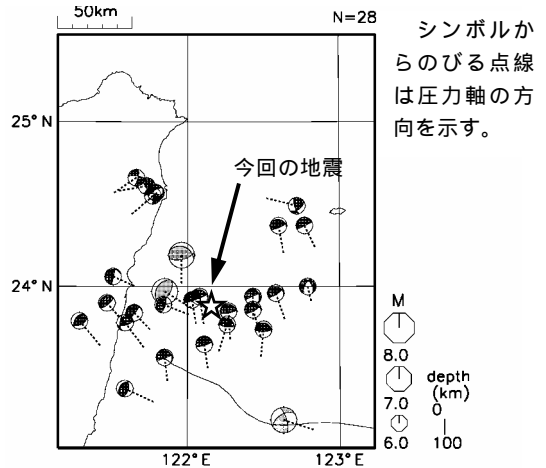 50km
N=28
シンボルか
らのびる点線
は圧力軸の方
向を示す。
25°N
今回の地震
24°N
M
8.0
7.0
6.0
depth
(km)
0
100
122°E
123°E